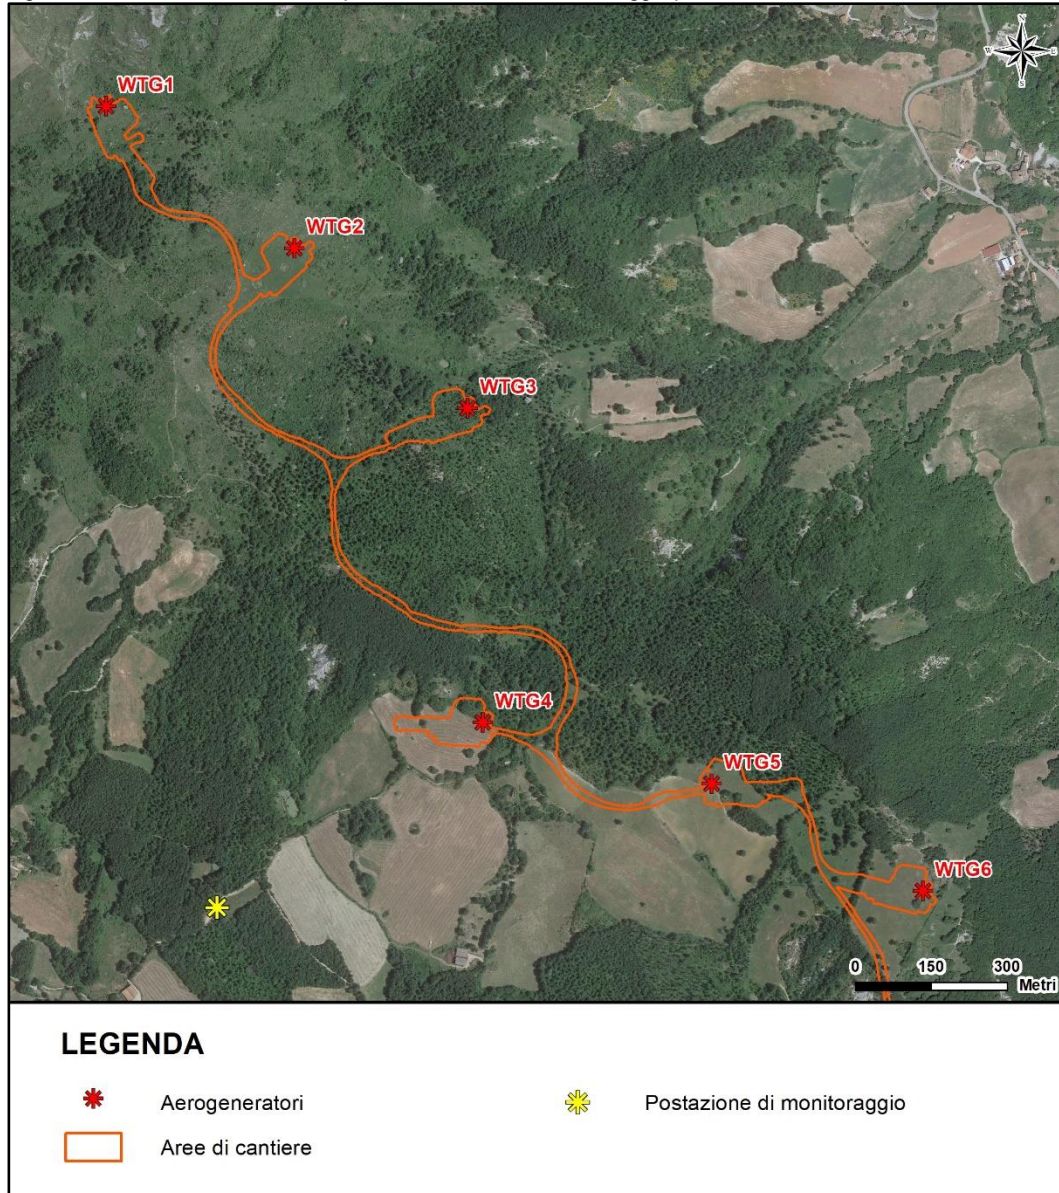 N
W E
S
WTG1
WTG2
WTG3
WTG4
WTG5
WTG6
0 150 300
Metri
LEGENDA
Aerogeneratori
Postazione di monitoraggio
Aree di cantiere